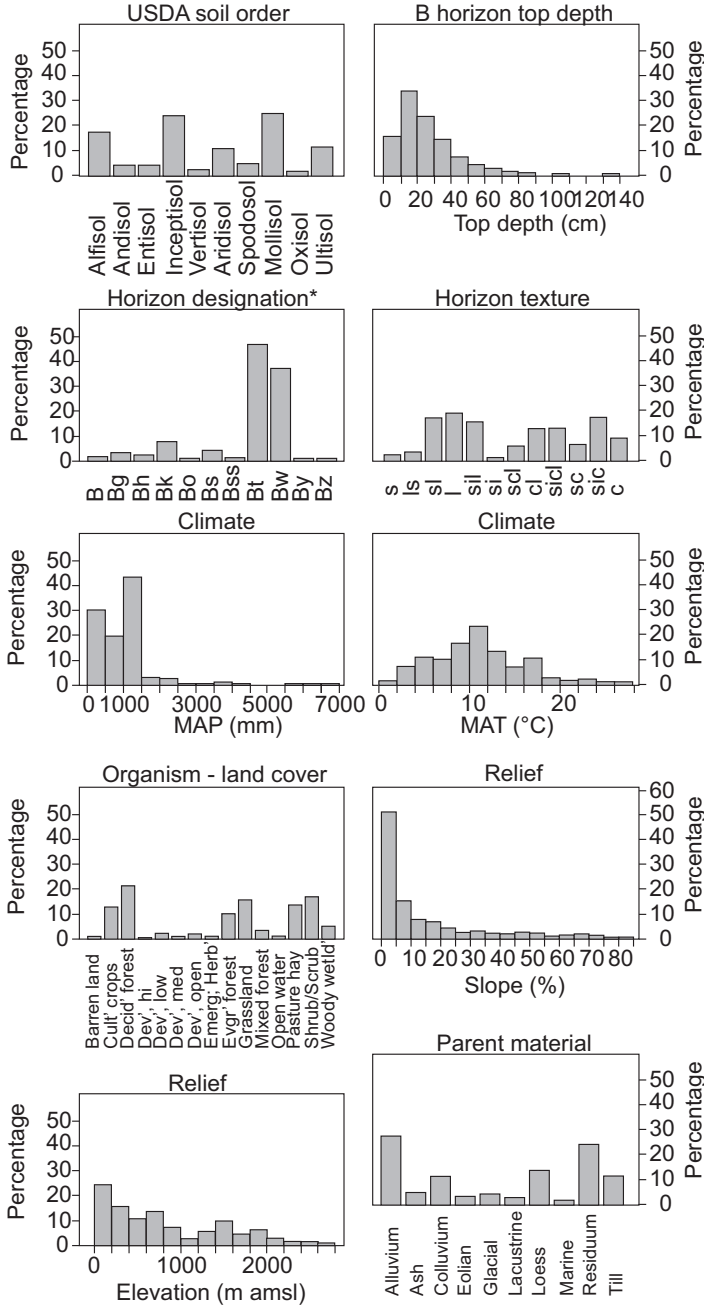 USDA soil order
Percentage
50
40
30
20
10
0
Alfisol
Andisol
Entisol
Inceptisol
Vertisol
Aridisol
Spodosol
Mollisol
Oxisol
Ultisol
B horizon top depth
50
40
30
20
10
0
Percentage
0 20 40 60 80 100 120 140
Top depth (cm)
Horizon designation*
Percentage
50
40
30
20
10
0
B
Bg
Bh
Bk
Bo
Bs
Bss
Bt
Bw
By
Bz
Horizon texture
50
40
30
20
10
0
Percentage
s
ls
sl
l
sil
si
scl
cl
sicl
sc
sic
c
Climate
Percentage
50
40
30
20
10
0
0 1000 3000 5000 7000
MAP (mm)
Climate
50
40
30
20
10
0
Percentage
0 10 20
MAT (°C)
Organism - land cover
Percentage
50
40
30
20
10
0
Barren land
Cult' crops
Decid' forest
Dev', hi
Dev', low
Dev', med
Dev', open
Emerg; Herb'
Evgr' forest
Grassland
Mixed forest
Open water
Pasture hay
Shrub/Scrub
Woody wetld'
Relief
60
50
40
30
20
10
0
Percentage
0 10 20 30 40 50 60 70 80
Slope (%)
Relief
Percentage
50
40
30
20
10
0
0 1000 2000
Elevation (m amsl)
Parent material
50
40
30
20
10
0
Percentage
Alluvium
Ash
Colluvium
Eolian
Glacial
Lacustrine
Loess
Marine
Residuum
Till